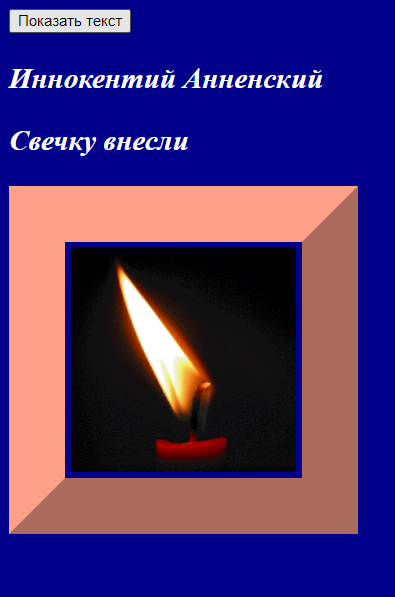 Показать текст
Иннокентий Анненский
Свечку внесли